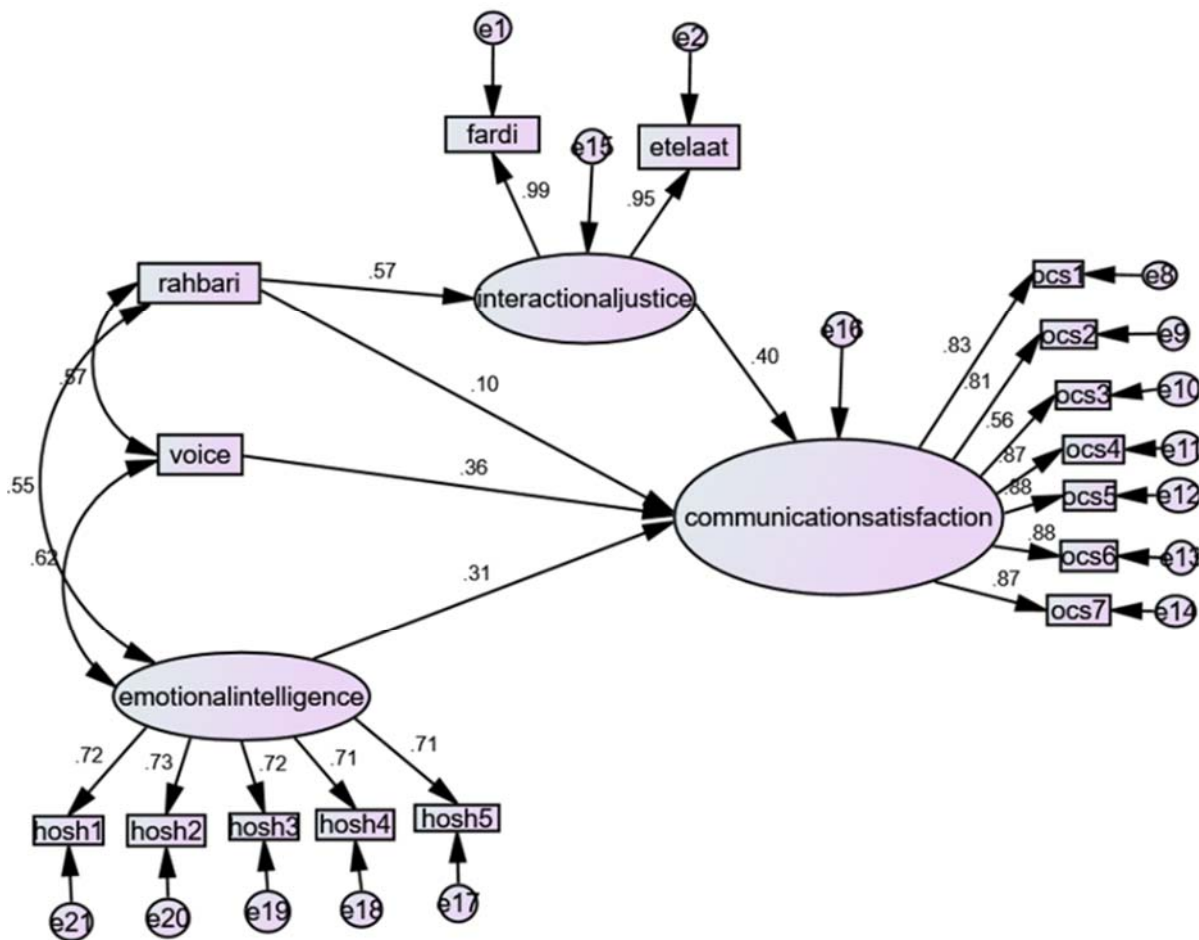 e1
e2
fardi
e15
etelaat
.99
.95
rahbari
.57
interactionaljustice
ocs1
e8
e16
ocs2
e9
.83
.40
.81
.57
.10
ocs3
e10
.56
voice
.87
ocs4
e11
.36
.88
ocs5
e12
.55
communicationsatisfaction
.88
ocs6
e13
.62
.31
.87
ocs7
e14
emotionalintelligence
.72
.73
.72
.71
.71
hosh1
hosh2
hosh3
hosh4
hosh5
e21
e20
e19
e18
e17